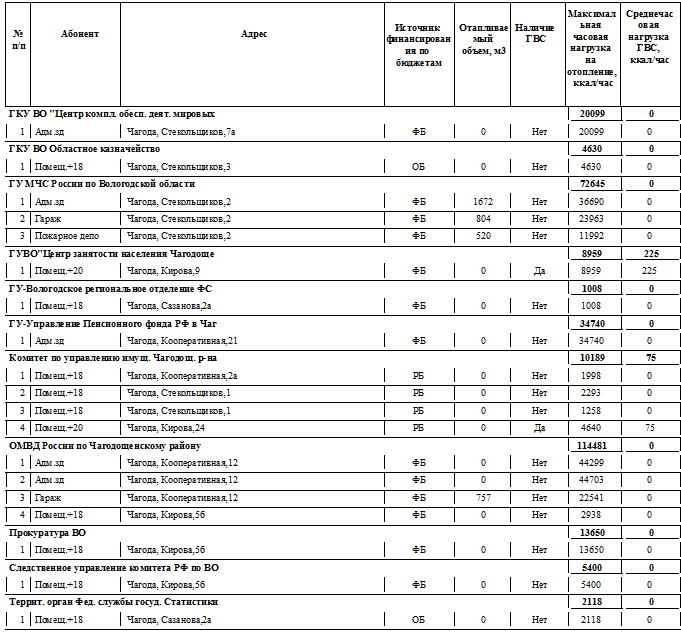 № п/п | Абонент | Адрес | Источник финансирован ия по бюджетам | Отапливае мый объем, м3 | Наличие ГВС | Максимал ьная часовая нагрузка на отопление, ккал/час | Среднечас овая нагрузка ГВС, ккал/час
ГКУ ВО "Центр компл. обесп. деят. мировых 20099 0
1 Адм.зд Чагода, Стекольщиков,7а ФБ 0 Нет 20099 0
ГКУ ВО Областное казначейство 4630 0
1 Помещ.+18 Чагода, Стекольщиков,3 ОБ 0 Нет 4630 0
ГУ МЧС России по Вологодской области 72645 0
1 Адм.зд Чагода, Стекольщиков,2 ФБ 1672 Нет 36690 0
2 Гараж Чагода, Стекольщиков,2 ФБ 804 Нет 23963 0
3 Пожарное депо Чагода, Стекольщиков,2 ФБ 520 Нет 11992 0
ГУВО"Центр занятости населения Чагодоще 8959 225
1 Помещ.+20 Чагода, Кирова,9 ФБ 0 Да 8959 225
ГУ-Вологодское региональное отделение ФС 1008 0
1 Помещ.+18 Чагода, Сазанова,2а ФБ 0 Нет 1008 0
ГУ-Управление Пенсионного фонда РФ в Чаг 34740 0
1 Адм.зд Чагода, Кооперативная,21 ФБ 0 Нет 34740 0
Комитет по управлению имущ. Чагодощ. р-на 10189 75
1 Помещ.+18 Чагода, Кооперативная,2а РБ 0 Нет 1998 0
2 Помещ.+18 Чагода, Стекольщиков,1 РБ 0 Нет 2293 0
3 Помещ.+18 Чагода, Стекольщиков,1 РБ 0 Нет 1258 0
4 Помещ.+20 Чагода, Кирова,24 РБ 0 Да 4640 75
ОМВД России по Чагодощенскому району 114481 0
1 Адм.зд Чагода, Кооперативная,12 ФБ 0 Нет 44299 0
2 Адм.зд Чагода, Кооперативная,12 ФБ 0 Нет 44703 0
3 Гараж Чагода, Кооперативная,12 ФБ 757 Нет 22541 0
4 Помещ.+18 Чагода, Кирова,5б ФБ 0 Нет 2938 0
Прокуратура ВО 13650 0
1 Помещ.+18 Чагода, Кирова,5б ФБ 0 Нет 13650 0
Следственное управление комитета РФ по ВО 5400 0
1 Помещ.+18 Чагода, Кирова,5б ФБ 0 Нет 5400 0
Террит. орган Фед. службы госуд. Статистики 2118 0
1 Помещ.+18 Чагода, Сазанова,2а ОБ 0 Нет 2118 0